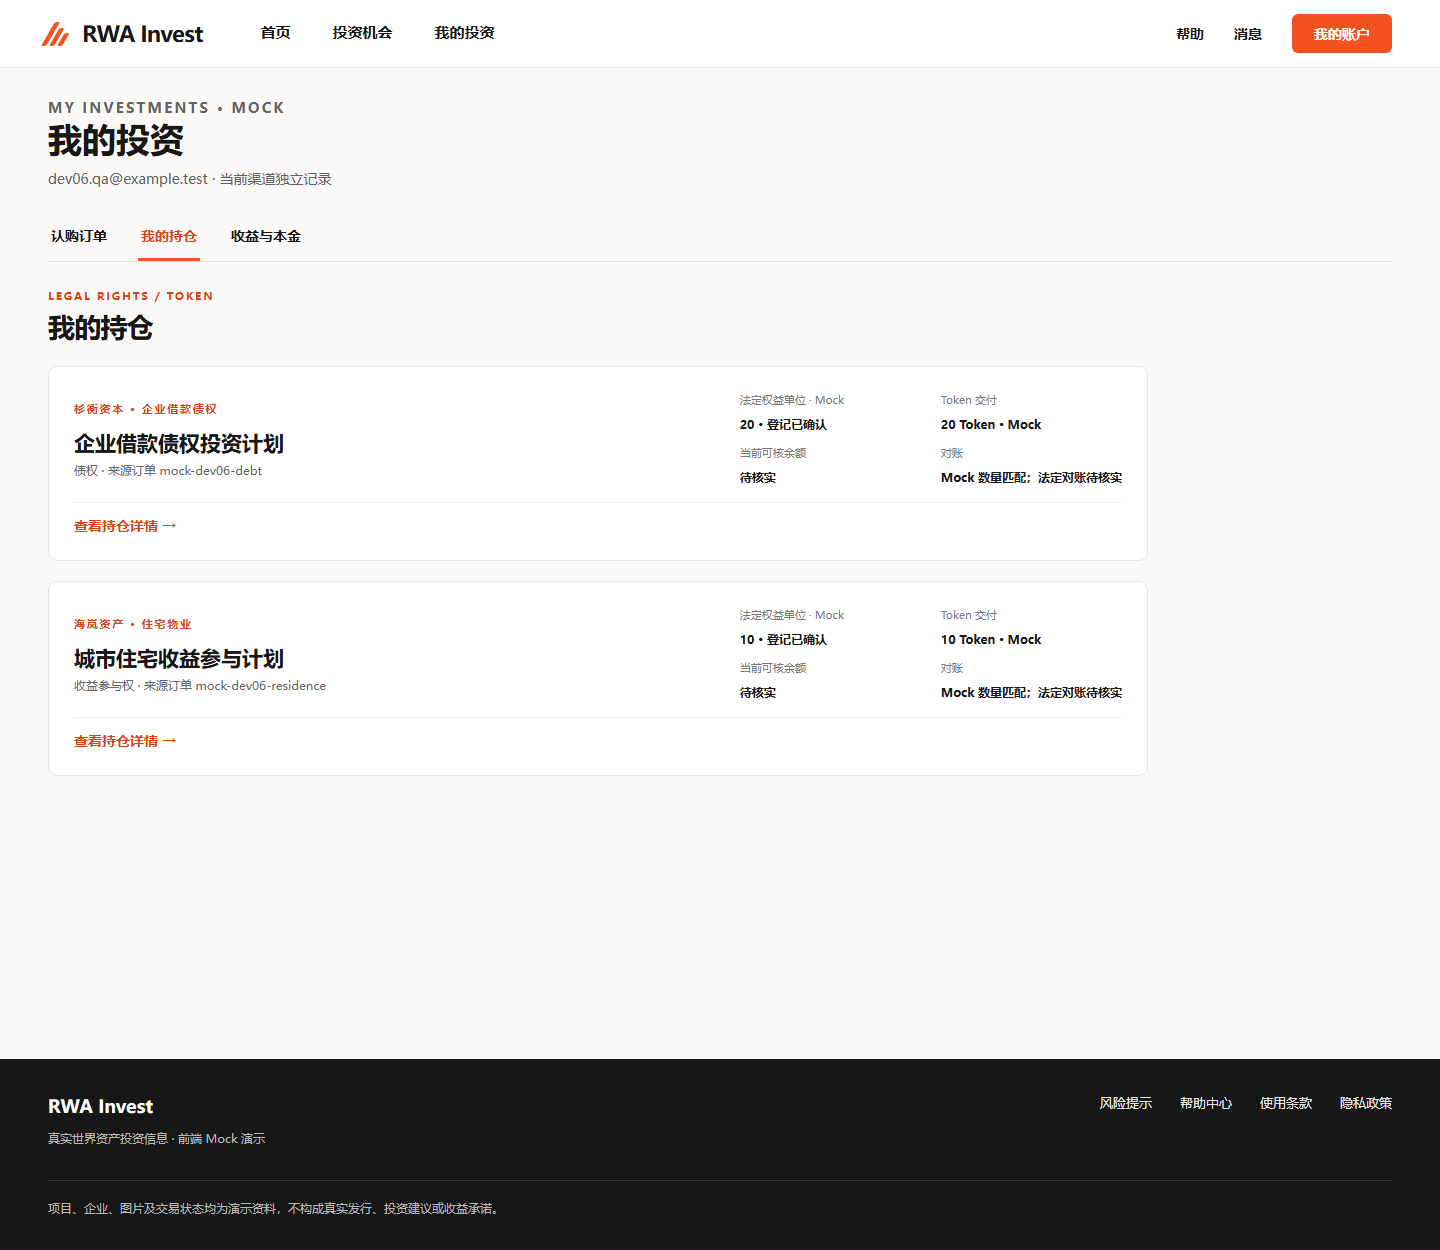 RWA Invest
首页 投资机会 我的投资
帮助 消息 我的账户
MY INVESTMENTS • MOCK
我的投资
dev06.qa@example.test · 当前渠道独立记录
认购订单 我的持仓 收益与本金
LEGAL RIGHTS / TOKEN
我的持仓
杉衡资本 • 企业借款债权
企业借款债权投资计划
债权 · 来源订单 mock-dev06-debt
法定权益单位 · Mock
20 • 登记已确认
Token 交付
20 Token • Mock
当前可核余额
待核实
对账
Mock 数量匹配；法定对账待核实
查看持仓详情 →
海岚资产 • 住宅物业
城市住宅收益参与计划
收益参与权 · 来源订单 mock-dev06-residence
法定权益单位 · Mock
10 • 登记已确认
Token 交付
10 Token • Mock
当前可核余额
待核实
对账
Mock 数量匹配；法定对账待核实
查看持仓详情 →
RWA Invest
真实世界资产投资信息 · 前端 Mock 演示
风险提示 帮助中心 使用条款 隐私政策
项目、企业、图片及交易状态均为演示资料，不构成真实发行、投资建议或收益承诺。